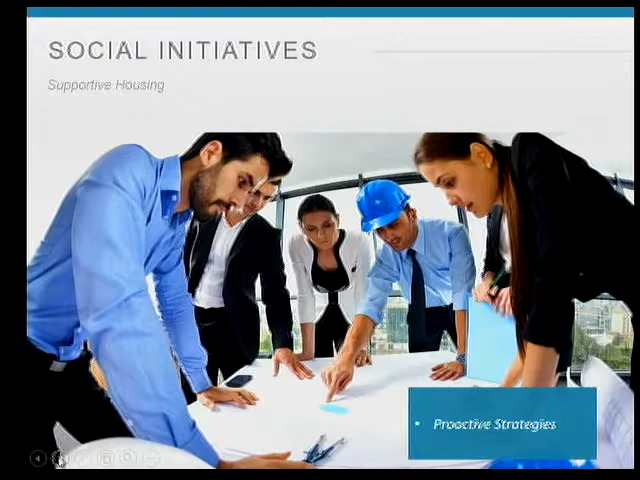 SOCIAL INITIATIVES
Supportive Housing
• Proactive Strategies